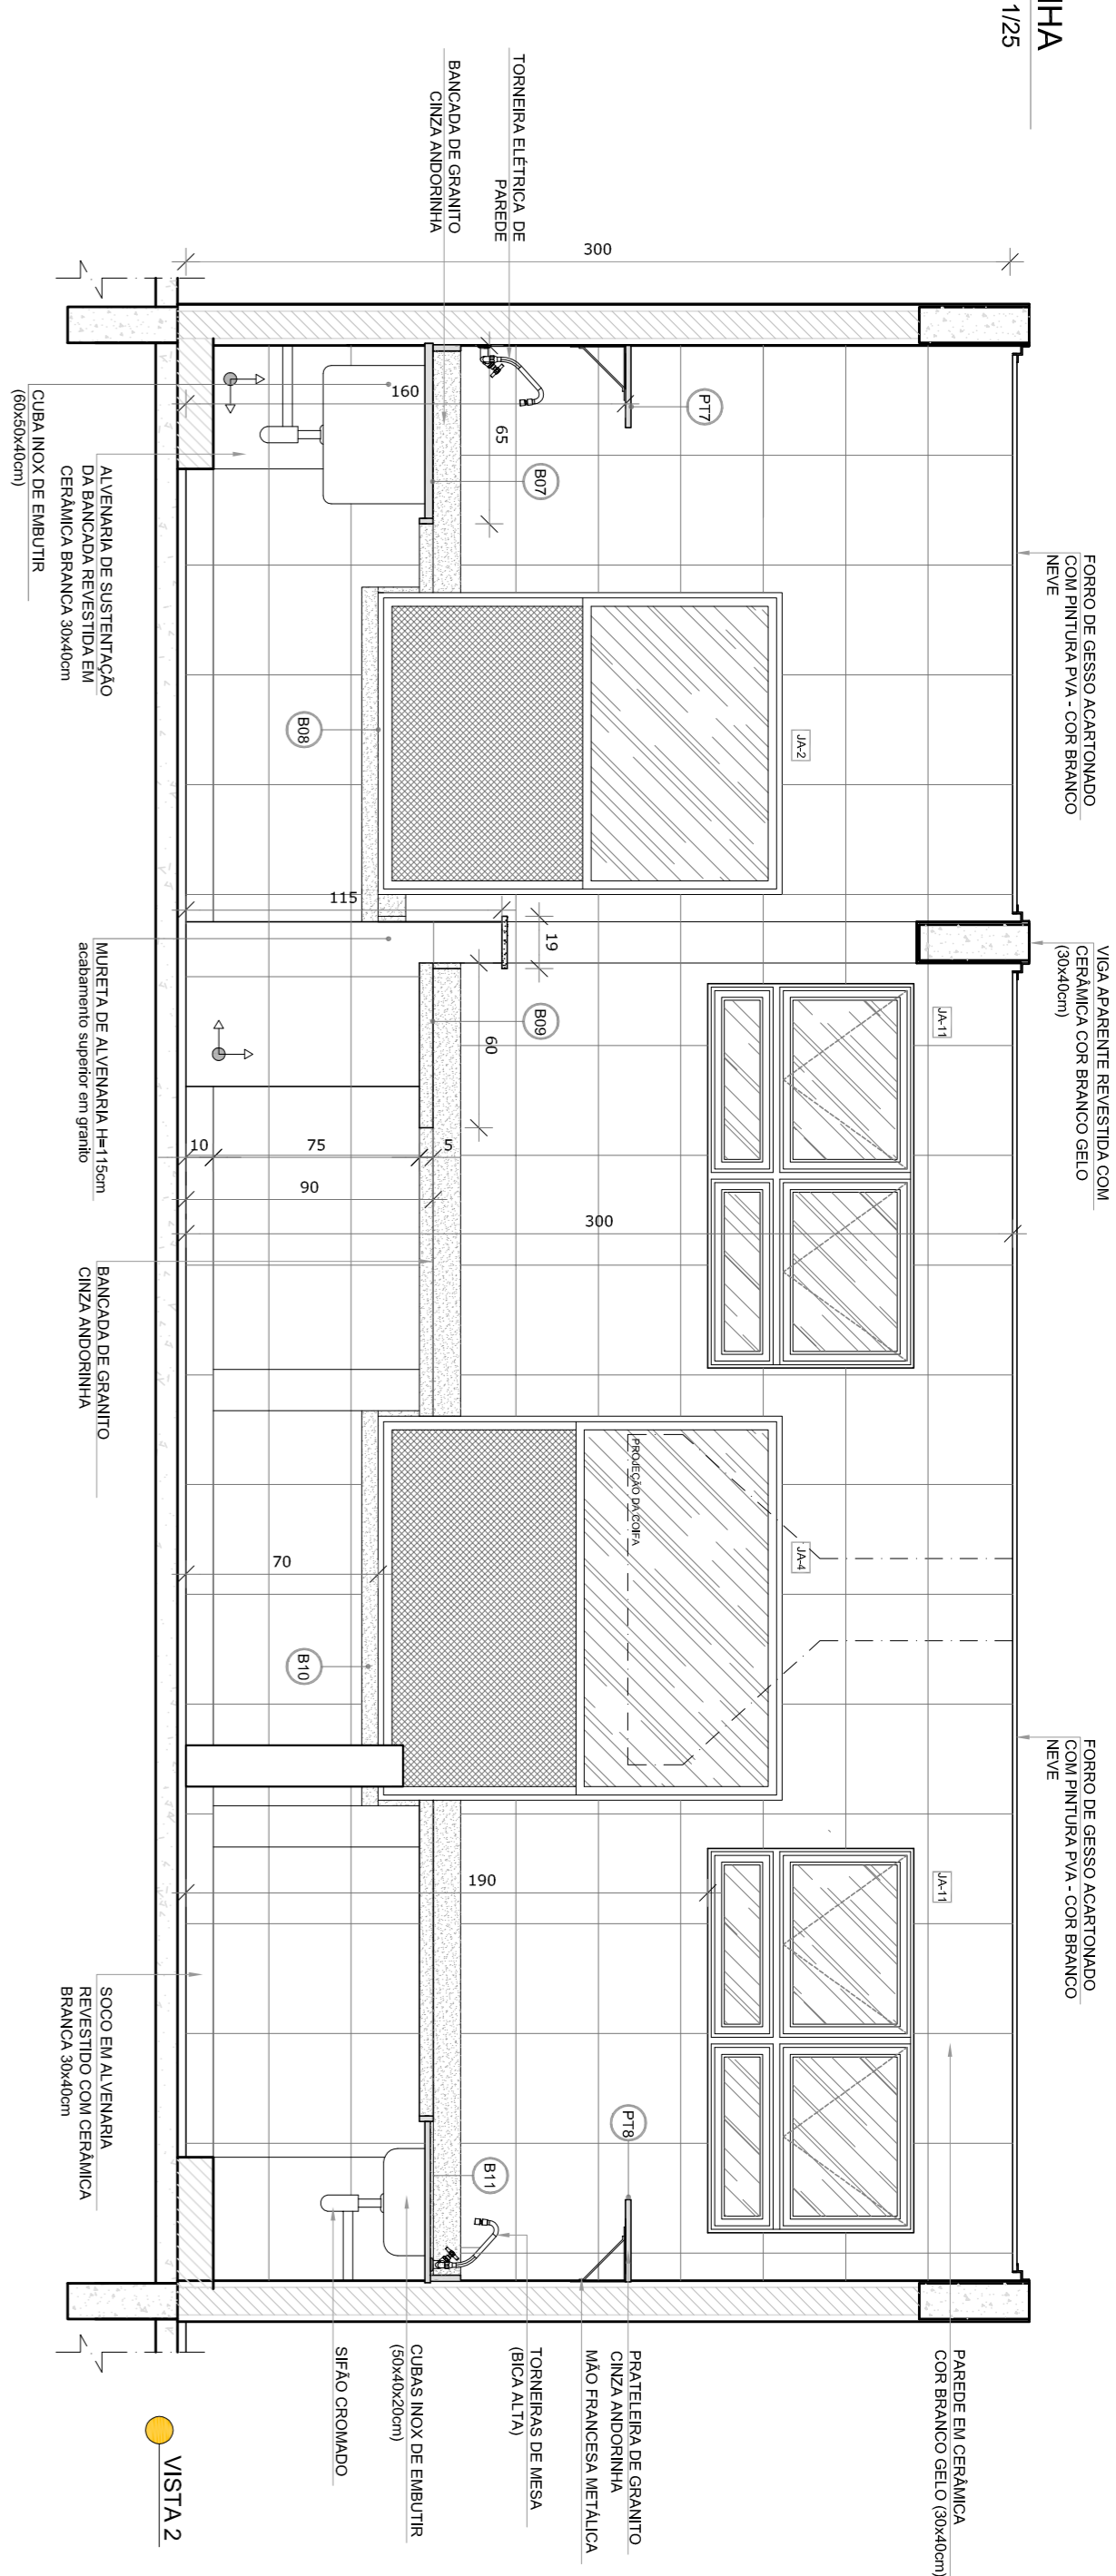 IHA
1/25
FORRO DE GESSO ACARTONADO
COM PINTURA PVA - COR BRANCO
NEVE
VIGA APARENTE REVESTIDA COM
CERÂMICA COR BRANCO GELO
(30x40cm)
FORRO DE GESSO ACARTONADO
COM PINTURA PVA - COR BRANCO
NEVE
PAREDE EM CERÂMICA
COR BRANCO GELO (30x40cm)
TORNEIRA ELÉTRICA DE
PAREDE
BANCADA DE GRANITO
CINZA ANDORINHA
300
PT7
160
65
B07
JA-2
B08
115
19
B09
60
JA-11
10
75
5
90
300
JA-4
PROJEÇÃO DA COIFA
70
B10
JA-11
190
PT8
B11
PRATELEIRA DE GRANITO
CINZA ANDORINHA
MÃO FRANCESA METÁLICA
TORNEIRAS DE MESA
(BICA ALTA)
CUBAS INOX DE EMBUTIR
(50x40x20cm)
SIFÃO CROMADO
CUBA INOX DE EMBUTIR
(60x50x40cm)
ALVENARIA DE SUSTENTAÇÃO
DA BANCADA REVESTIDA EM
CERÂMICA BRANCA 30x40cm
MURETA DE ALVENARIA H=115cm
acabamento superior em granito
BANCADA DE GRANITO
CINZA ANDORINHA
SOCO EM ALVENARIA
REVESTIDO COM CERÂMICA
BRANCA 30x40cm
VISTA 2